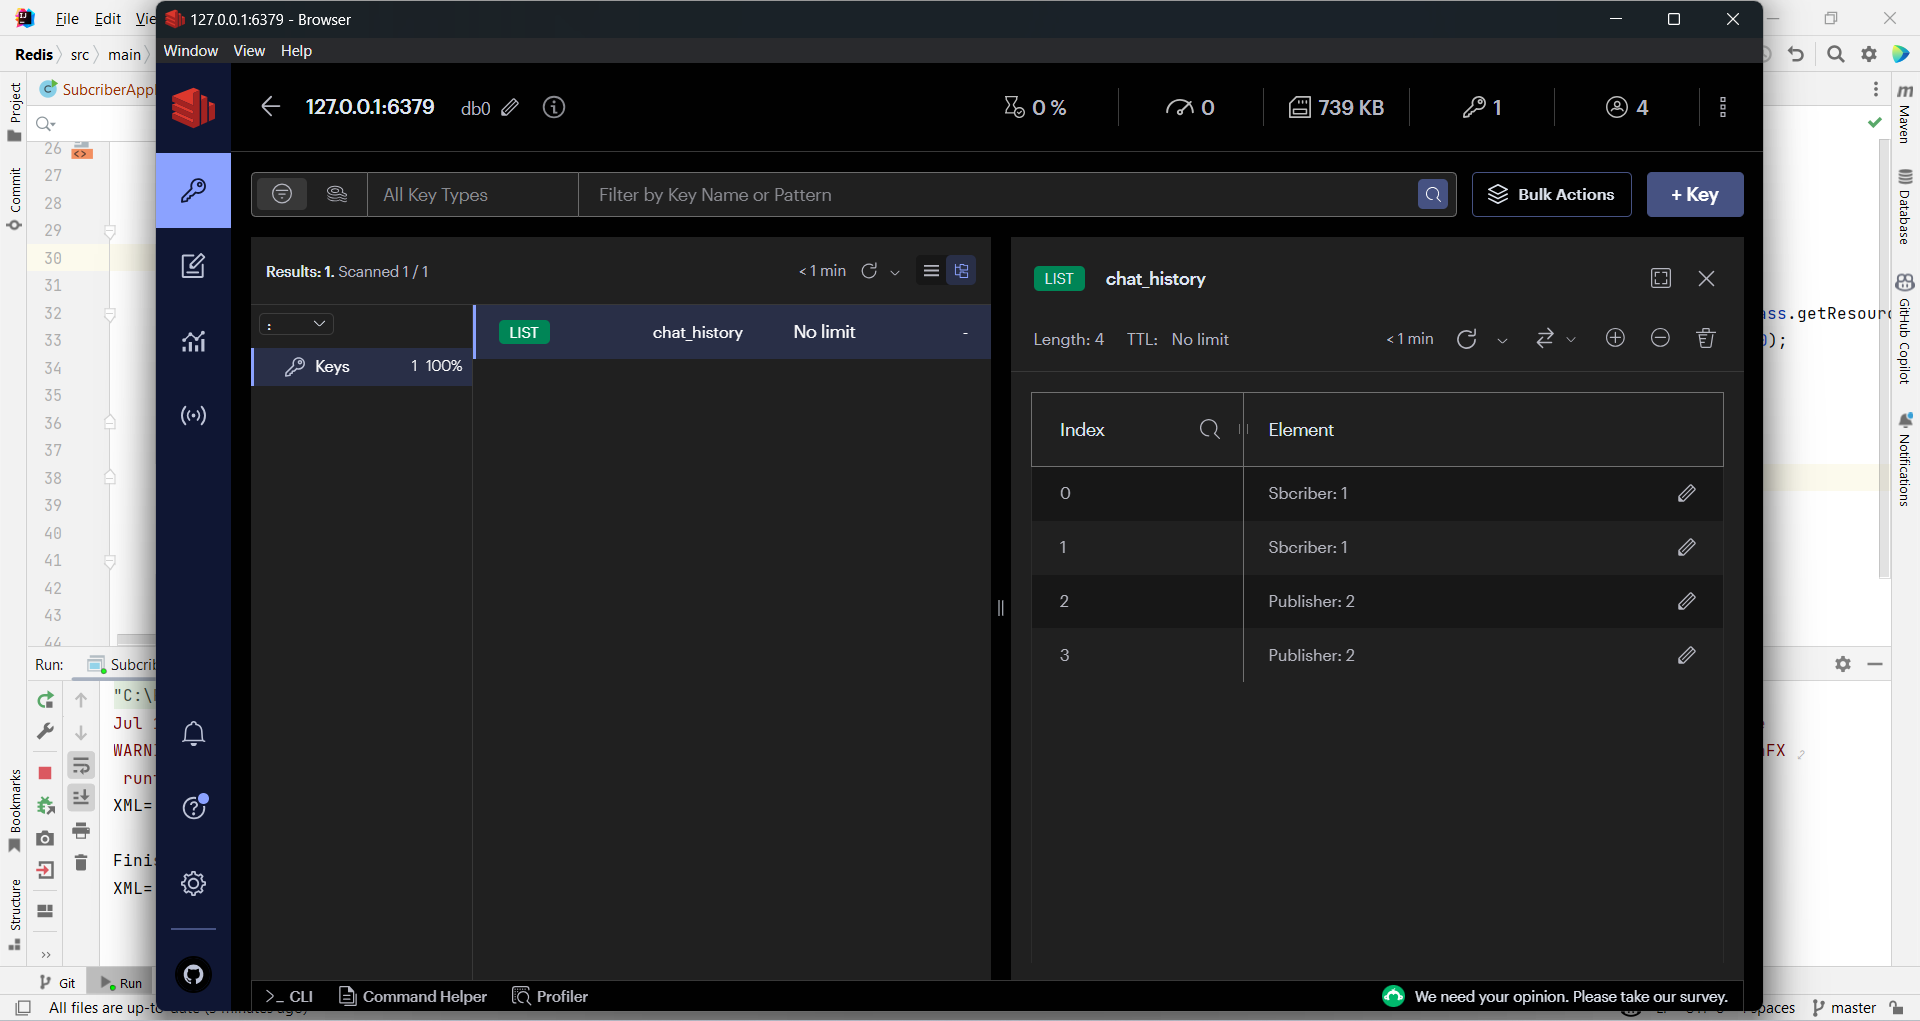 File Edit Vie
127.0.0.1:6379 - Browser
Window View Help
Redis src main
SubcriberAppl
127.0.0.1:6379 db0
0 % 0 739 KB 1 4
All Key Types Filter by Key Name or Pattern Bulk Actions + Key
Results: 1. Scanned 1 / 1 < 1 min
LIST chat_history
: LIST chat_history No limit -
Keys 1 100%
Length: 4 TTL: No limit < 1 min
Index Element
0 Sbcriber: 1
1 Sbcriber: 1
2 Publisher: 2
3 Publisher: 2
26
27
28
29
30
31
32
33
34
35
36
37
38
39
40
41
42
43
44
ass.getResour
);
Project
Commit
Bookmarks
Structure
m Maven
Database
GitHub Copilot
Notifications
Run: Subcrib
"C:\
Jul
WARN
FX
run
XML=
Fini
XML=
Git Run
>_ CLI Command Helper Profiler
We need your opinion. Please take our survey.
All files are up-to-date
spaces master